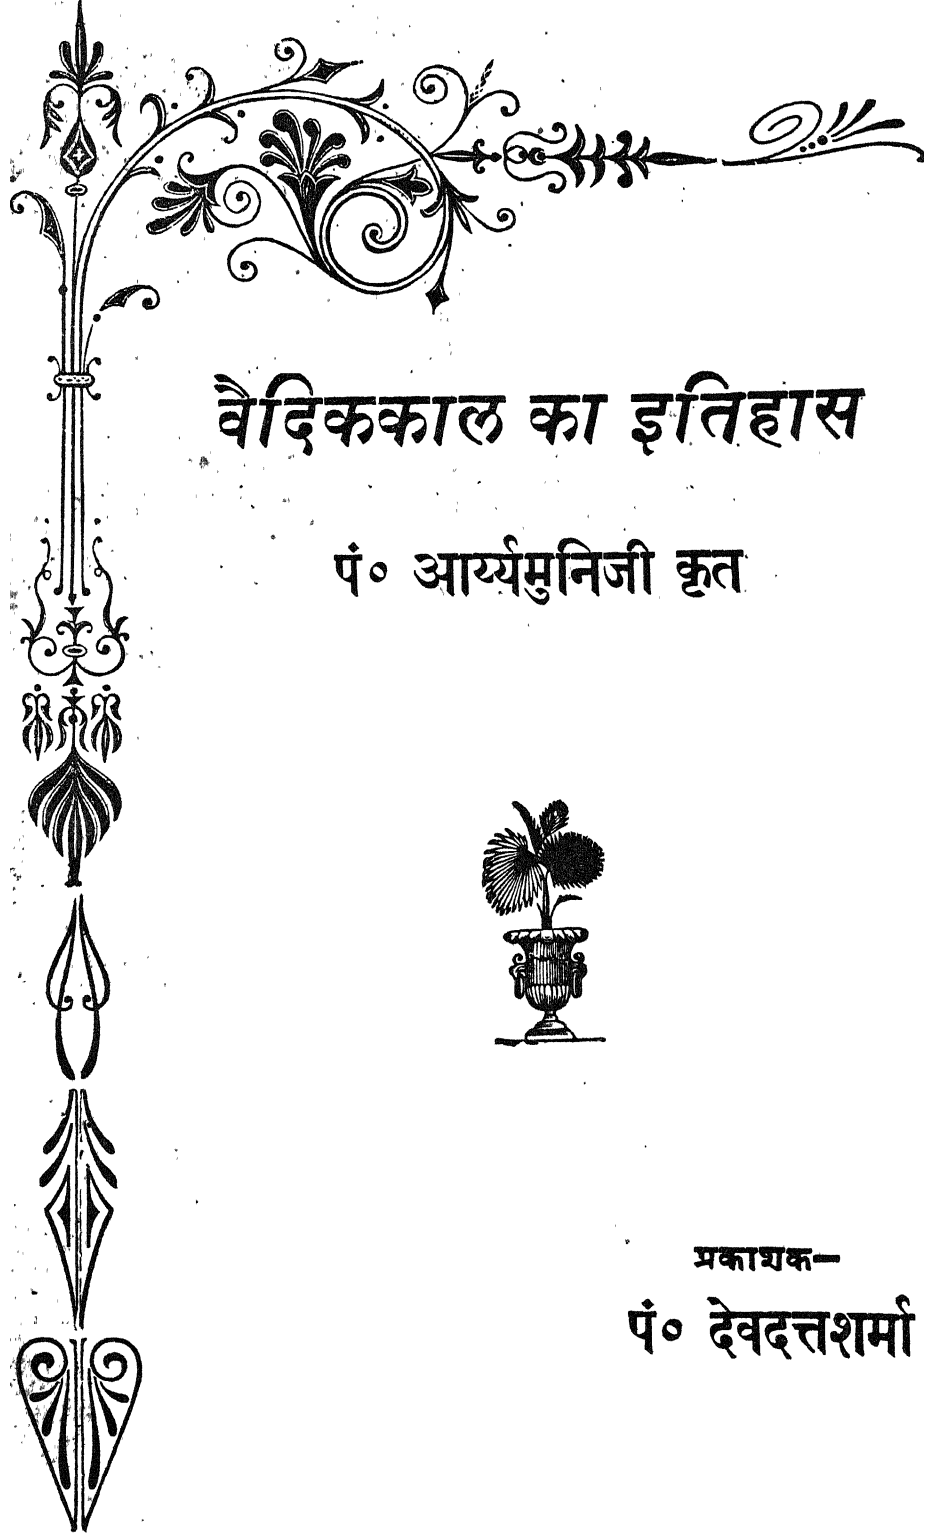 वैदिककाल का इतिहास
पं० आर्य्यमुनिजी कृत
प्रकाशक—
पं० देवदत्तशर्मा